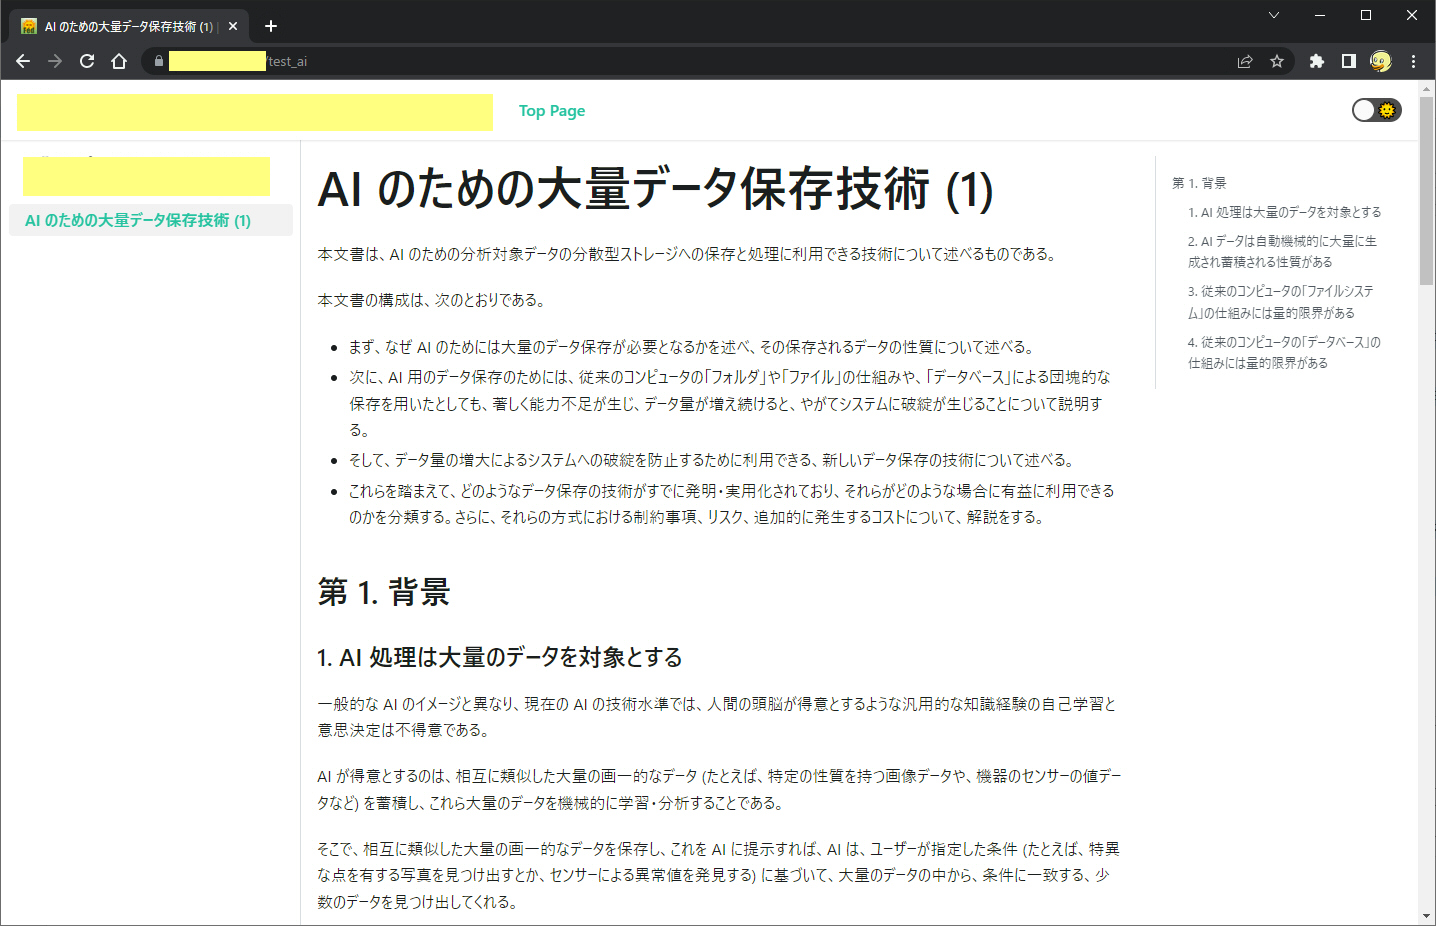 AI のための大量データ保存技術 (1) |
/test_ai
Top Page
AI のための大量データ保存技術 (1)
AI のための大量データ保存技術 (1)
本文書は、AI のための分析対象データの分散型ストレージへの保存と処理に利用できる技術について述べるものである。
本文書の構成は、次のとおりである。
• まず、なぜ AI のためには大量のデータ保存が必要となるかを述べ、その保存されるデータの性質について述べる。
• 次に、AI 用のデータ保存のためには、従来のコンピュータの「フォルダ」や「ファイル」の仕組みや、「データベース」による団塊的な
保存を用いたとしても、著しく能力不足が生じ、データ量が増え続けると、やがてシステムに破綻が生じることについて説明す
る。
• そして、データ量の増大によるシステムへの破綻を防止するために利用できる、新しいデータ保存の技術について述べる。
• これらを踏まえて、どのようなデータ保存の技術がすでに発明・実用化されており、それらがどのような場合に有益に利用できる
のかを分類する。さらに、それらの方式における制約事項、リスク、追加的に発生するコストについて、解説をする。
第 1. 背景
1. AI 処理は大量のデータを対象とする
一般的な AI のイメージと異なり、現在の AI の技術水準では、人間の頭脳が得意とするような汎用的な知識経験の自己学習と
意思決定は不得意である。
AI が得意とするのは、相互に類似した大量の画一的なデータ (たとえば、特定の性質を持つ画像データや、機器のセンサーの値デー
タなど) を蓄積し、これら大量のデータを機械的に学習・分析することである。
そこで、相互に類似した大量の画一的なデータを保存し、これを AI に提示すれば、AI は、ユーザーが指定した条件 (たとえば、特異
な点を有する写真を見つけ出すとか、センサーによる異常値を発見する) に基づいて、大量のデータの中から、条件に一致する、少
数のデータを見つけ出してくれる。
第 1. 背景
1. AI 処理は大量のデータを対象とする
2. AI データは自動機械的に大量に生
成され蓄積される性質がある
3. 従来のコンピュータの「ファイルシステ
ム」の仕組みには量的限界がある
4. 従来のコンピュータの「データベース」の
仕組みには量的限界がある